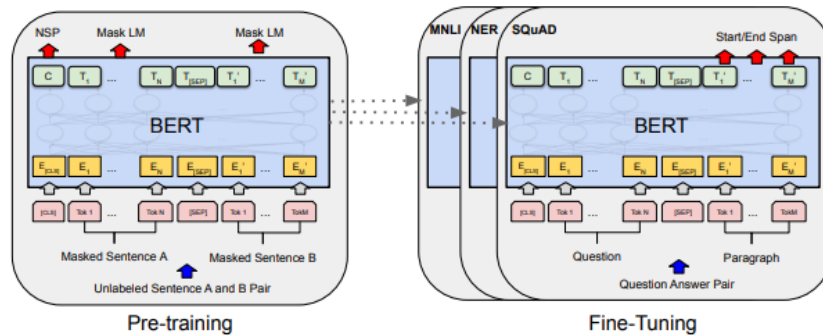 NSP Mask LM Mask LM
C T1 ... TN T[SEP] T1' ... TM'
BERT
E[CLS] E1 ... EN E[SEP] E1' ... EM'
[CLS] Tok 1 ... Tok N [SEP] Tok 1 ... TokM
Masked Sentence A Masked Sentence B
Unlabeled Sentence A and B Pair
Pre-training
MNLI NER SQuAD
Start/End Span
C T1 ... TN T[SEP] T1' ... TM'
BERT
E[CLS] E1 ... EN E[SEP] E1' ... EM'
[CLS] Tok 1 ... Tok N [SEP] Tok 1 ... TokM
Question Paragraph
Question Answer Pair
Fine-Tuning